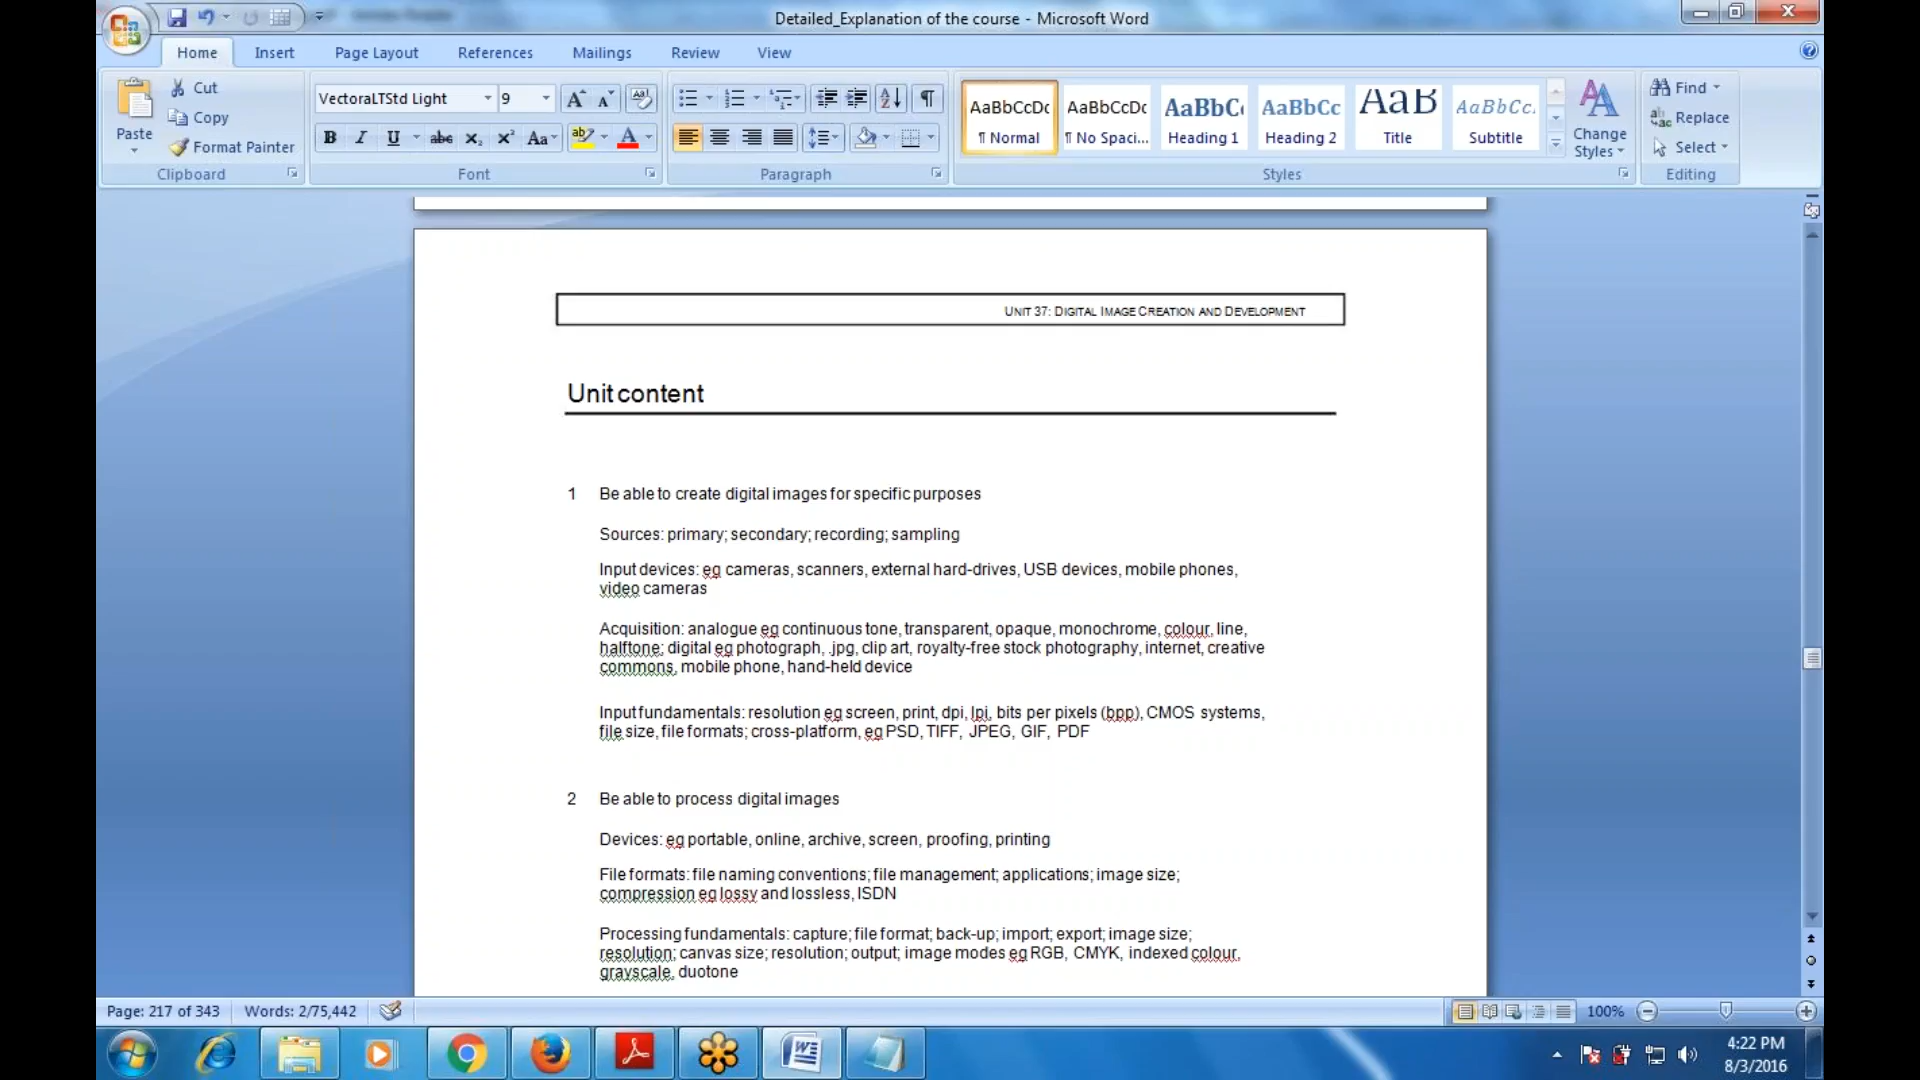 Detailed_Explanation of the course - Microsoft Word
Home Insert Page Layout References Mailings Review View
Paste
Cut
Copy
Format Painter
Clipboard
VectoraLTStd Light 9
B I U abc X₂ X² Aa
Font
Paragraph
AaBbCcDc AaBbCcDc AaBbC AaBbCc AaB AaBbCc.
¶ Normal ¶ No Spaci... Heading 1 Heading 2 Title Subtitle
Change
Styles
Styles
Find
Replace
Select
Editing
UNIT 37: DIGITAL IMAGE CREATION AND DEVELOPMENT
Unit content
1 Be able to create digital images for specific purposes
Sources: primary; secondary; recording; sampling
Input devices: eg cameras, scanners, external hard-drives, USB devices, mobile phones,
video cameras
Acquisition: analogue eg continuous tone, transparent, opaque, monochrome, colour, line,
halftone; digital eg photograph, .jpg, clip art, royalty-free stock photography, internet, creative
commons, mobile phone, hand-held device
Input fundamentals: resolution eg screen, print, dpi, lpi, bits per pixels (bpp), CMOS systems,
file size, file formats; cross-platform, eg PSD, TIFF, JPEG, GIF, PDF
2 Be able to process digital images
Devices: eg portable, online, archive, screen, proofing, printing
File formats: file naming conventions; file management; applications; image size;
compression eg lossy and lossless, ISDN
Processing fundamentals: capture; file format; back-up; import; export; image size;
resolution; canvas size; resolution; output; image modes eg RGB, CMYK, indexed colour,
grayscale, duotone
Page: 217 of 343 Words: 2/75,442 100%
4:22 PM
8/3/2016